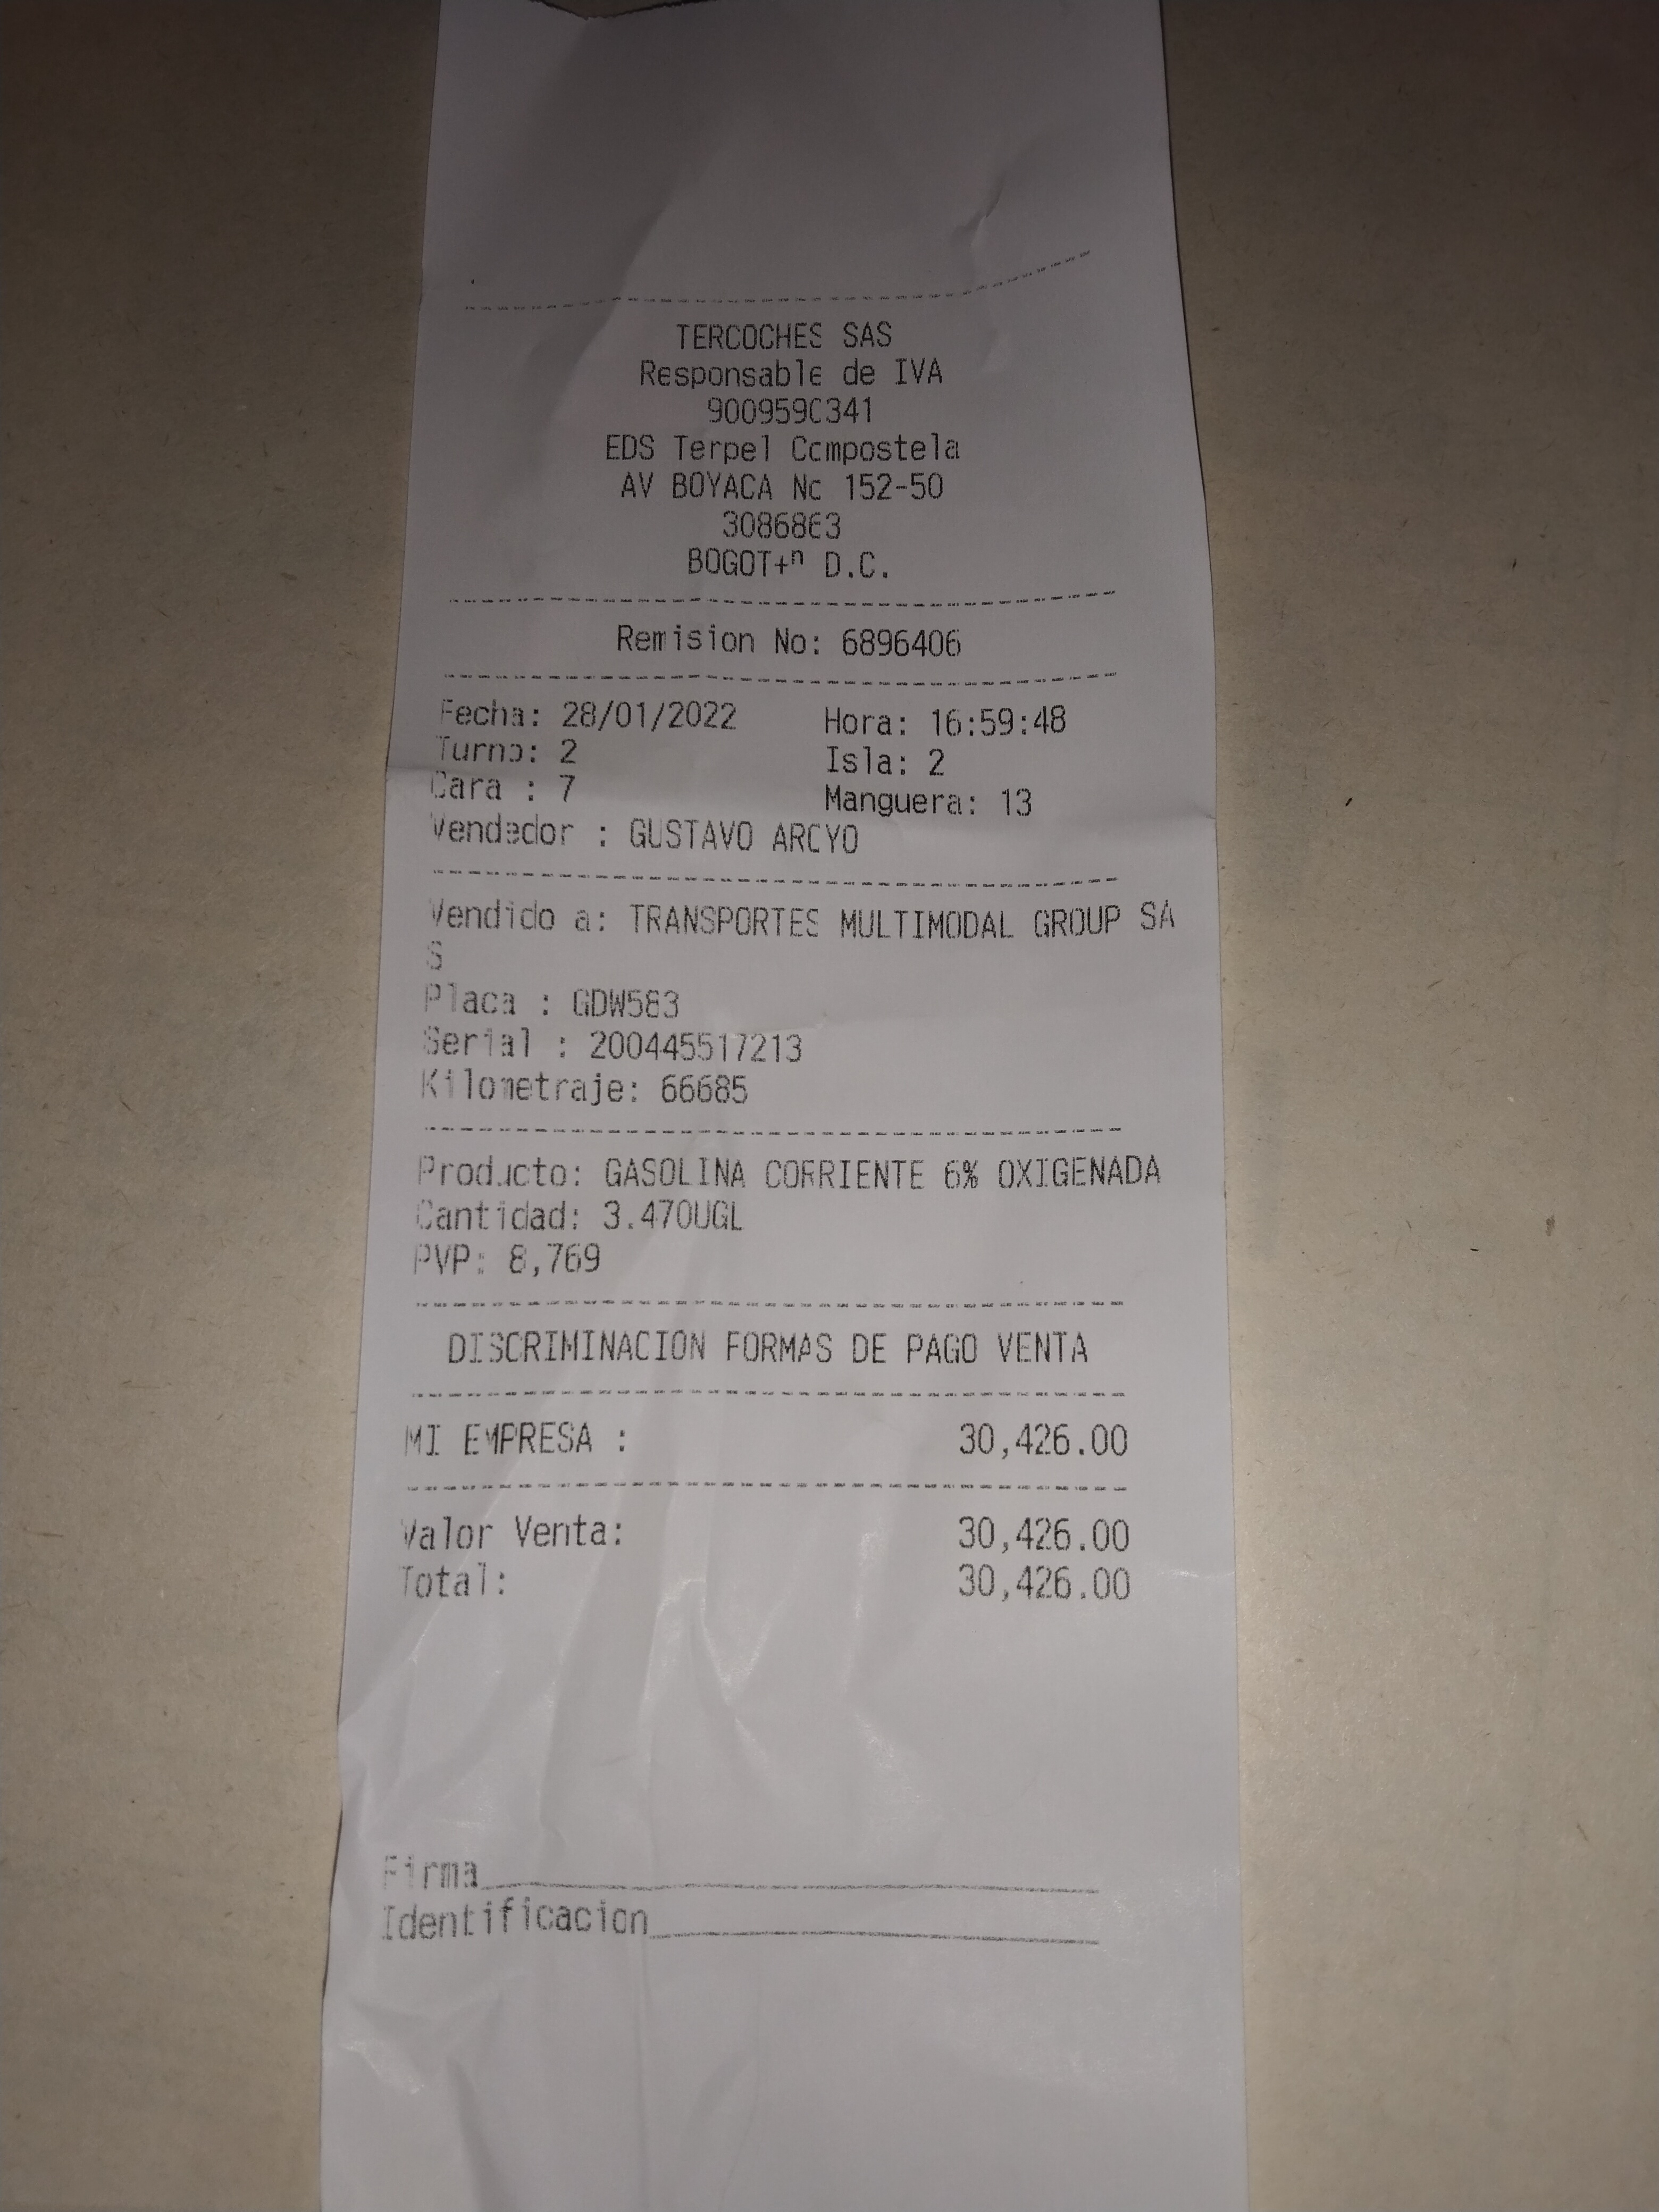 TERCOCHES SAS
Responsable de IVA
9009590341
EDS Terpel Compostela
AV BOYACA No 152-50
3086863
BOGOT+ⁿ D.C.
Remision No: 6896406
Fecha: 28/01/2022 Hora: 16:59:48
Turno: 2 Isla: 2
Cara : 7 Manguera: 13
Vendedor : GUSTAVO AROYO
Vendido a: TRANSPORTES MULTIMODAL GROUP SA
S
Placa : GDW583
Serial : 200445517213
Kilometraje: 66685
Producto: GASOLINA CORRIENTE 6% OXIGENADA
Cantidad: 3.470UGL
PVP: 8,769
DISCRIMINACION FORMAS DE PAGO VENTA
MI EMPRESA : 30,426.00
Valor Venta: 30,426.00
Total: 30,426.00
Firma
Identificacion